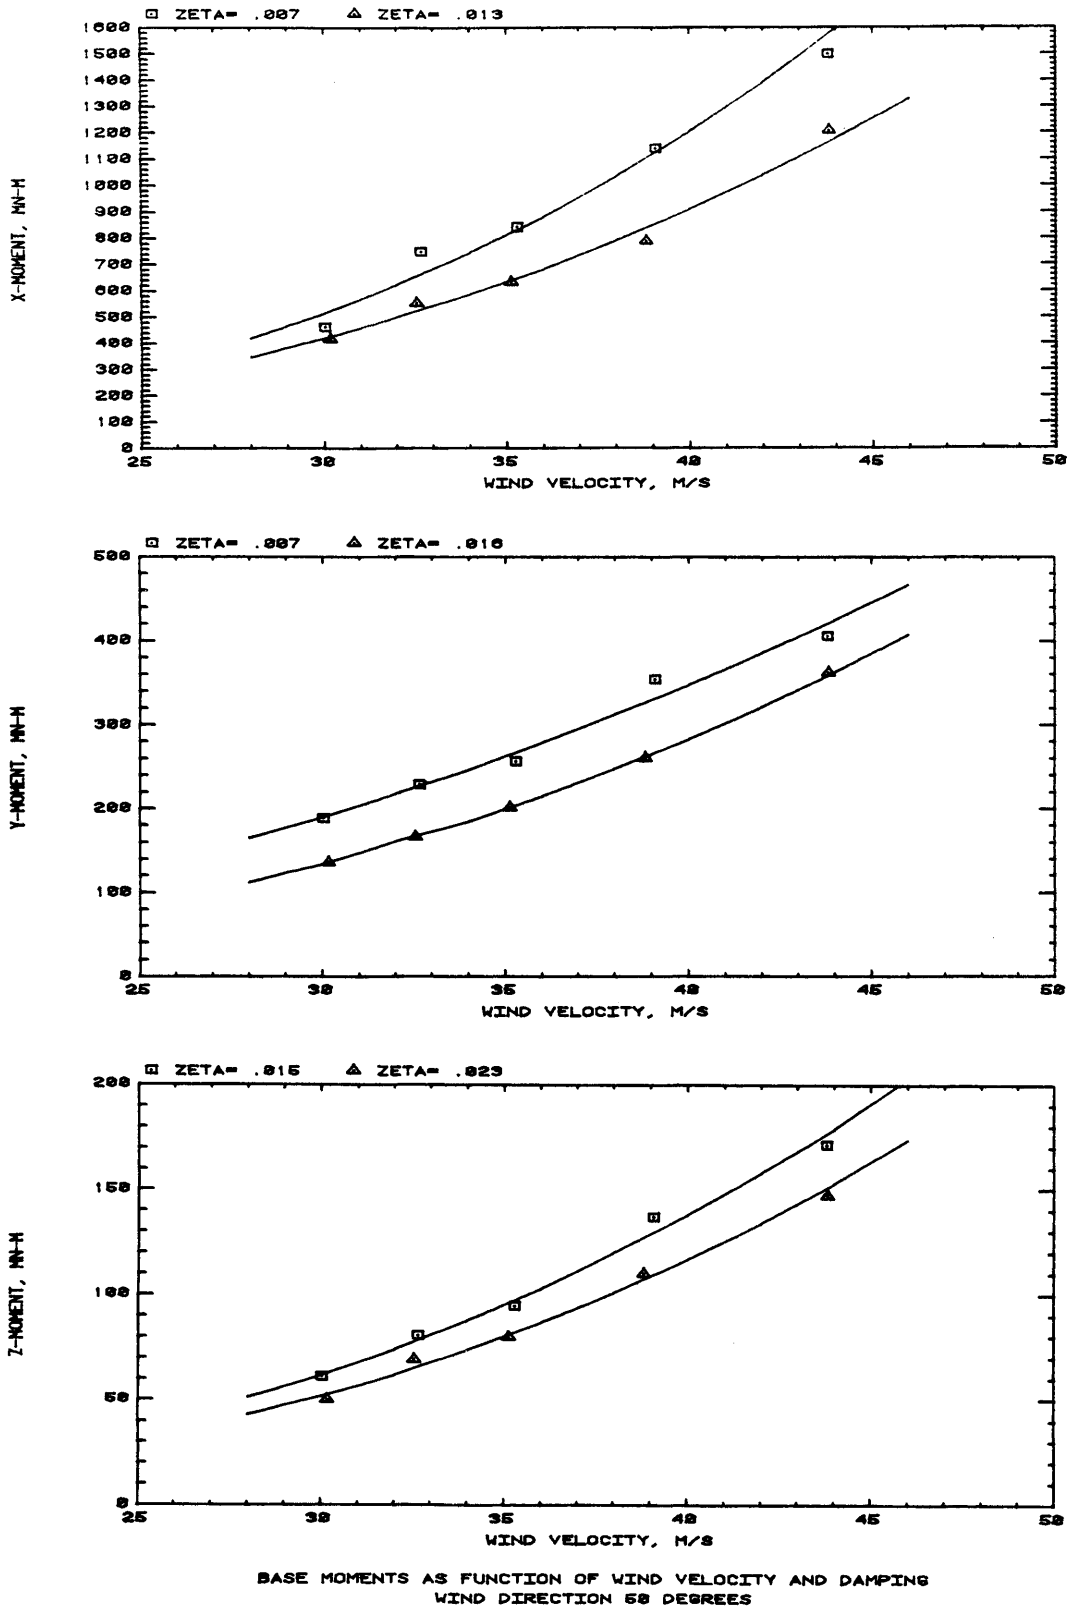 ZETA= .007 ZETA= .013
1600
1500
1400
1300
1200
1100
1000
900
800
700
600
500
400
300
200
100
0
X-MOMENT, MN-M
25 30 35 40 45 50
WIND VELOCITY, M/S
ZETA= .007 ZETA= .016
500
400
300
200
100
0
Y-MOMENT, MN-M
25 30 35 40 45 50
WIND VELOCITY, M/S
ZETA= .015 ZETA= .023
200
150
100
50
0
Z-MOMENT, MN-M
25 30 35 40 45 50
WIND VELOCITY, M/S
BASE MOMENTS AS FUNCTION OF WIND VELOCITY AND DAMPING
WIND DIRECTION 60 DEGREES